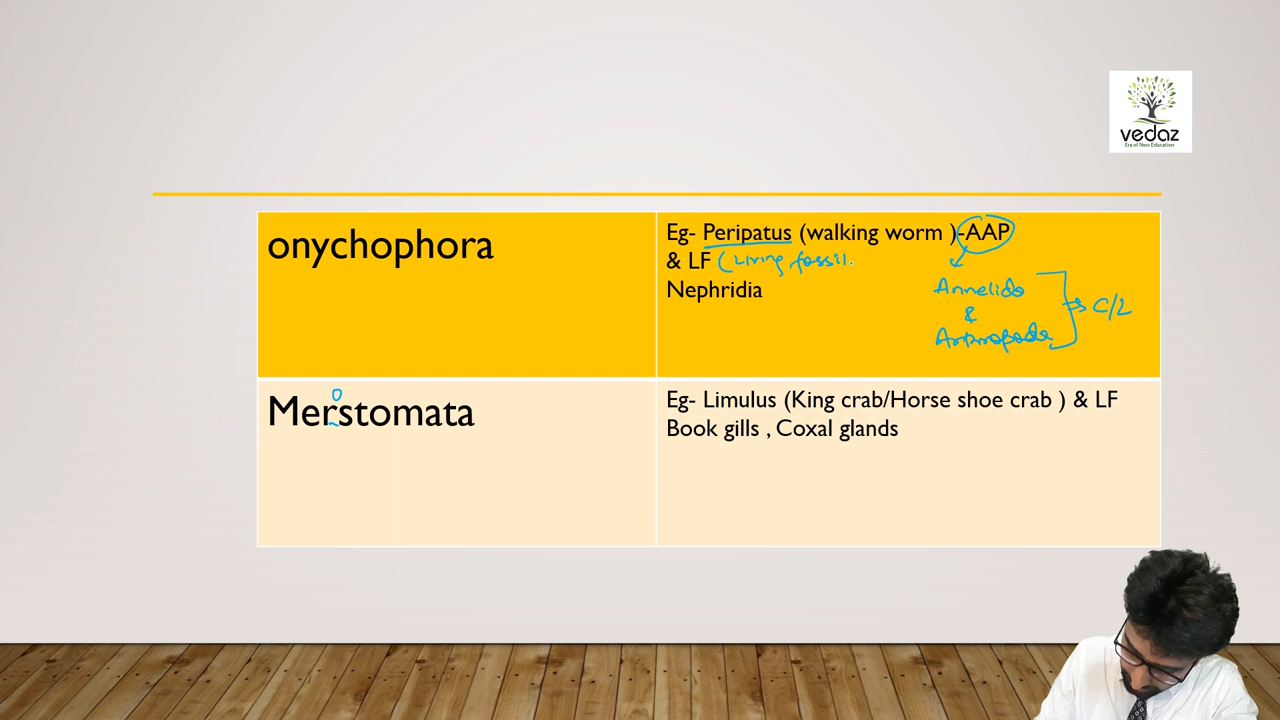 vedaz
Era of New Education
onychophora
Eg- Peripatus (walking worm )-AAP
& LF (Living fossil.
Nephridia
Annelida
&
Arthropoda
C/L
Merstomata
o
Eg- Limulus (King crab/Horse shoe crab ) & LF
Book gills , Coxal glands